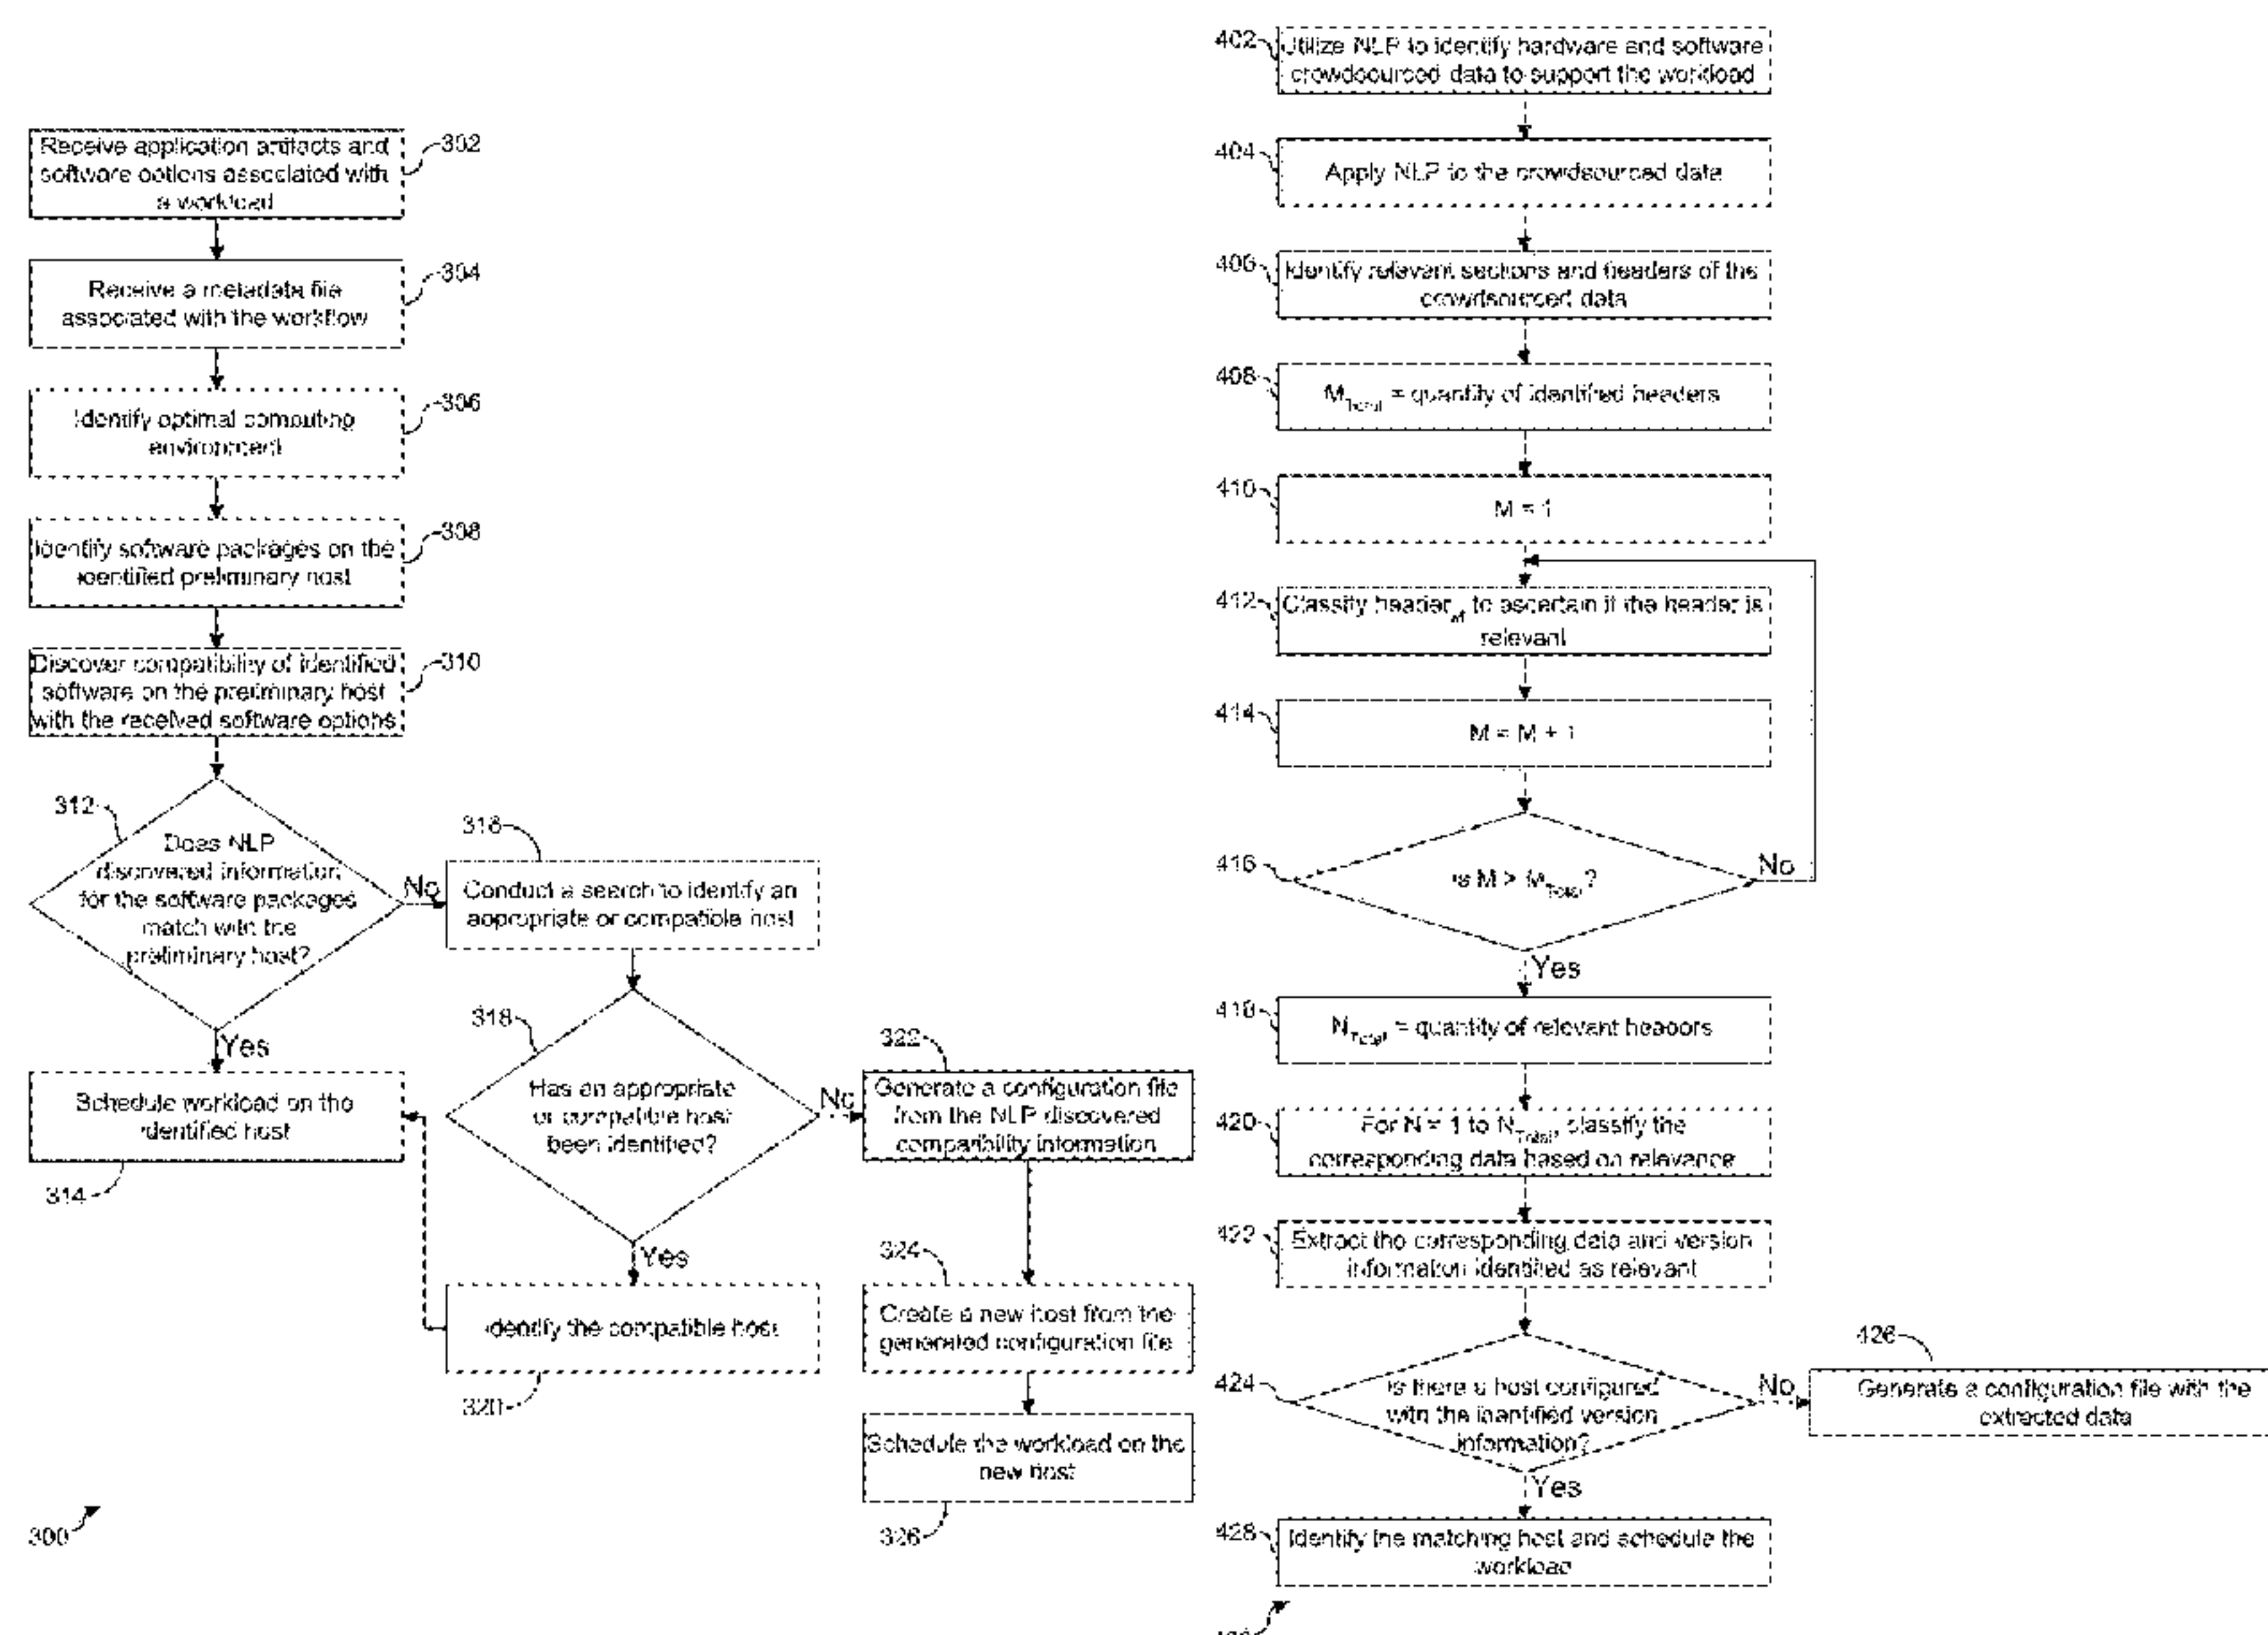 302
Receive application artifacts and
software options associated with
a workload
304
Receive a metadata file
associated with the workflow
306
Identify optimal computing
environment
308
Identify software packages on the
identified preliminary host
310
Discover compatibility of identified
software on the preliminary host
with the received software options
312
Does NLP
discovered information
for the software packages
match with the
preliminary host?
No
Yes
Schedule workload on the
identified host
314
316
Conduct a search to identify an
appropriate or compatible host
318
Has an appropriate
or compatible host
been identified?
No
Yes
Identify the compatible host
320
322
Generate a configuration file
from the NLP discovered
compatibility information
324
Create a new host from the
generated configuration file
Schedule the workload on the
new host
326
300
402
Utilize NLP to identify hardware and software
crowdsourced data to support the workload
404
Apply NLP to the crowdsourced data
406
Identify relevant sections and headers of the
crowdsourced data
408
M_Total = quantity of identified headers
410
M = 1
412
Classify header_M to ascertain if the header is
relevant
414
M = M + 1
416
Is M > M_Total?
No
Yes
418
N_Total = quantity of relevant headers
420
For N = 1 to N_Total, classify the
corresponding data based on relevance
422
Extract the corresponding data and version
information identified as relevant
424
Is there a host configured
with the identified version
information?
No
Yes
426
Generate a configuration file with the
extracted data
428
Identify the matching host and schedule the
workload